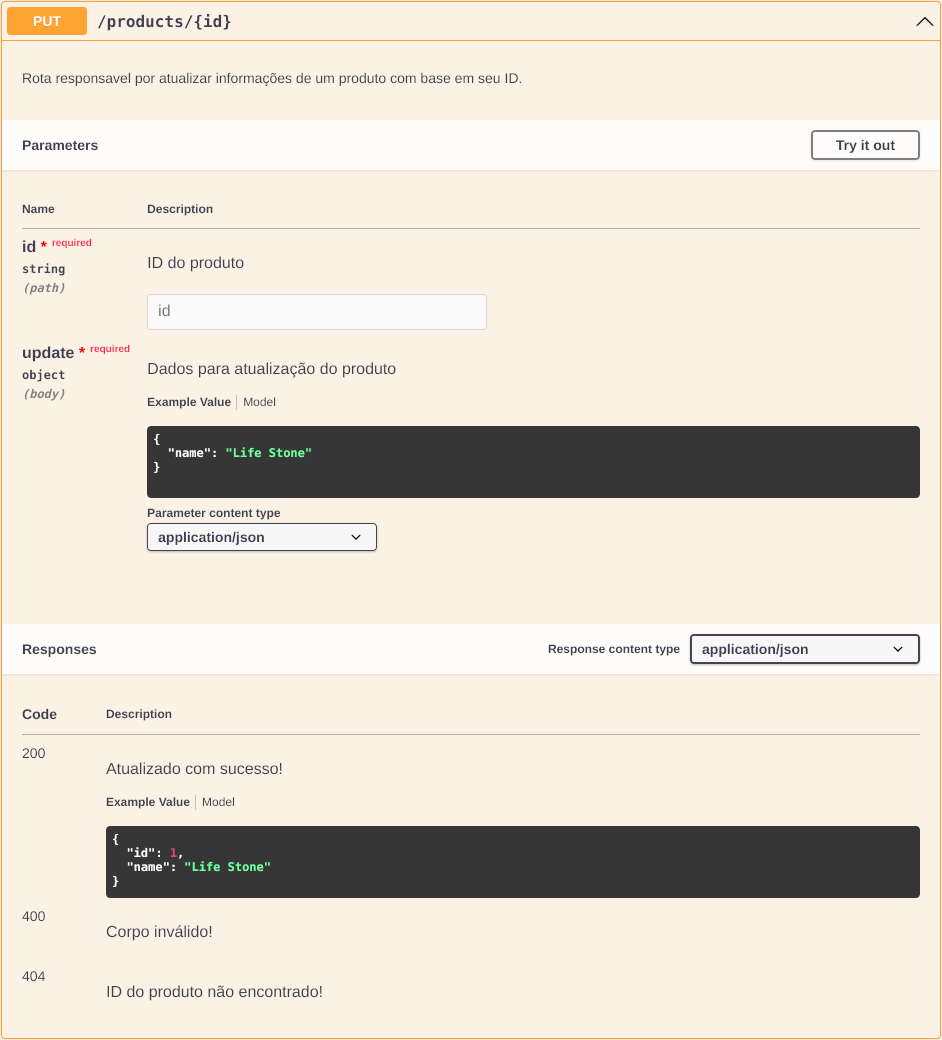 PUT /products/{id}
Rota responsavel por atualizar informações de um produto com base em seu ID.
Parameters
Try it out
Name Description
id * required
string
(path)
ID do produto
id
update * required
object
(body)
Dados para atualização do produto
Example Value Model
{
  "name": "Life Stone"
}
Parameter content type
application/json
Responses
Response content type application/json
Code Description
200
Atualizado com sucesso!
Example Value Model
{
  "id": 1,
  "name": "Life Stone"
}
400
Corpo inválido!
404
ID do produto não encontrado!